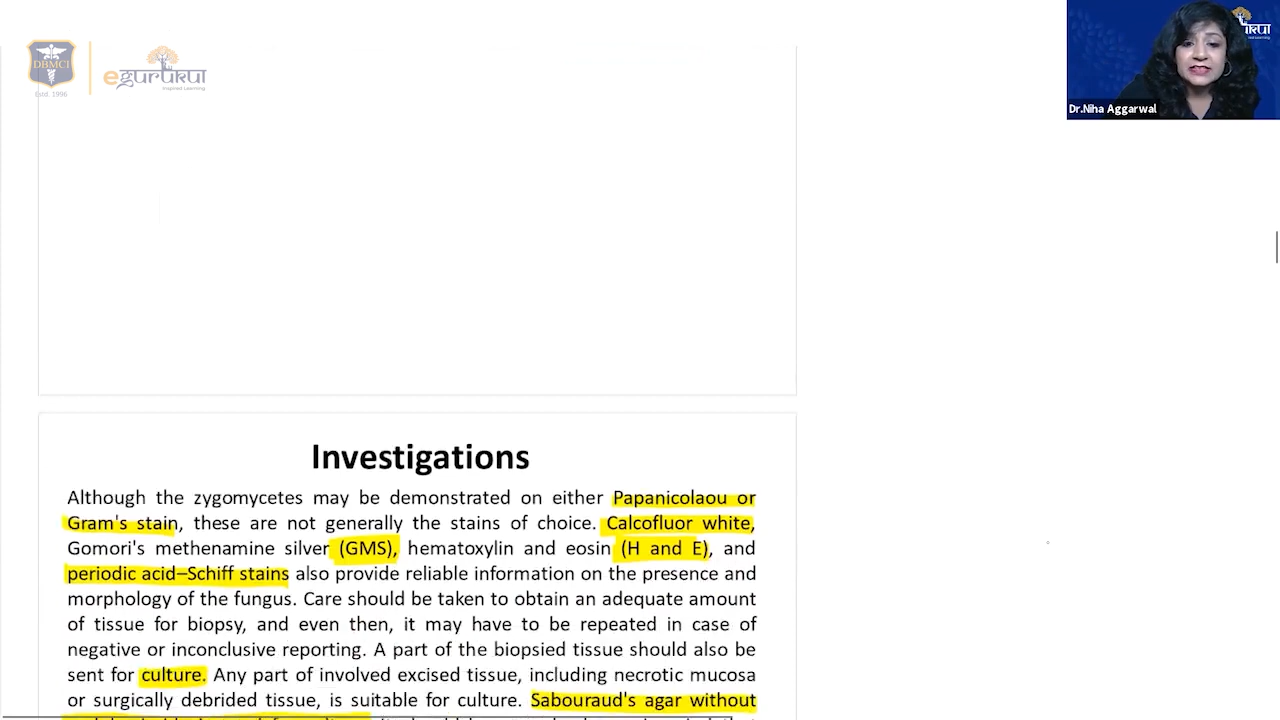 DBMCI
Estd. 1996
egurukul
Inspired Learning
Dr.Niha Aggarwal
Investigations
Although the zygomycetes may be demonstrated on either Papanicolaou or
Gram's stain, these are not generally the stains of choice. Calcofluor white,
Gomori's methenamine silver (GMS), hematoxylin and eosin (H and E), and
periodic acid–Schiff stains also provide reliable information on the presence and
morphology of the fungus. Care should be taken to obtain an adequate amount
of tissue for biopsy, and even then, it may have to be repeated in case of
negative or inconclusive reporting. A part of the biopsied tissue should also be
sent for culture. Any part of involved excised tissue, including necrotic mucosa
or surgically debrided tissue, is suitable for culture. Sabouraud's agar without